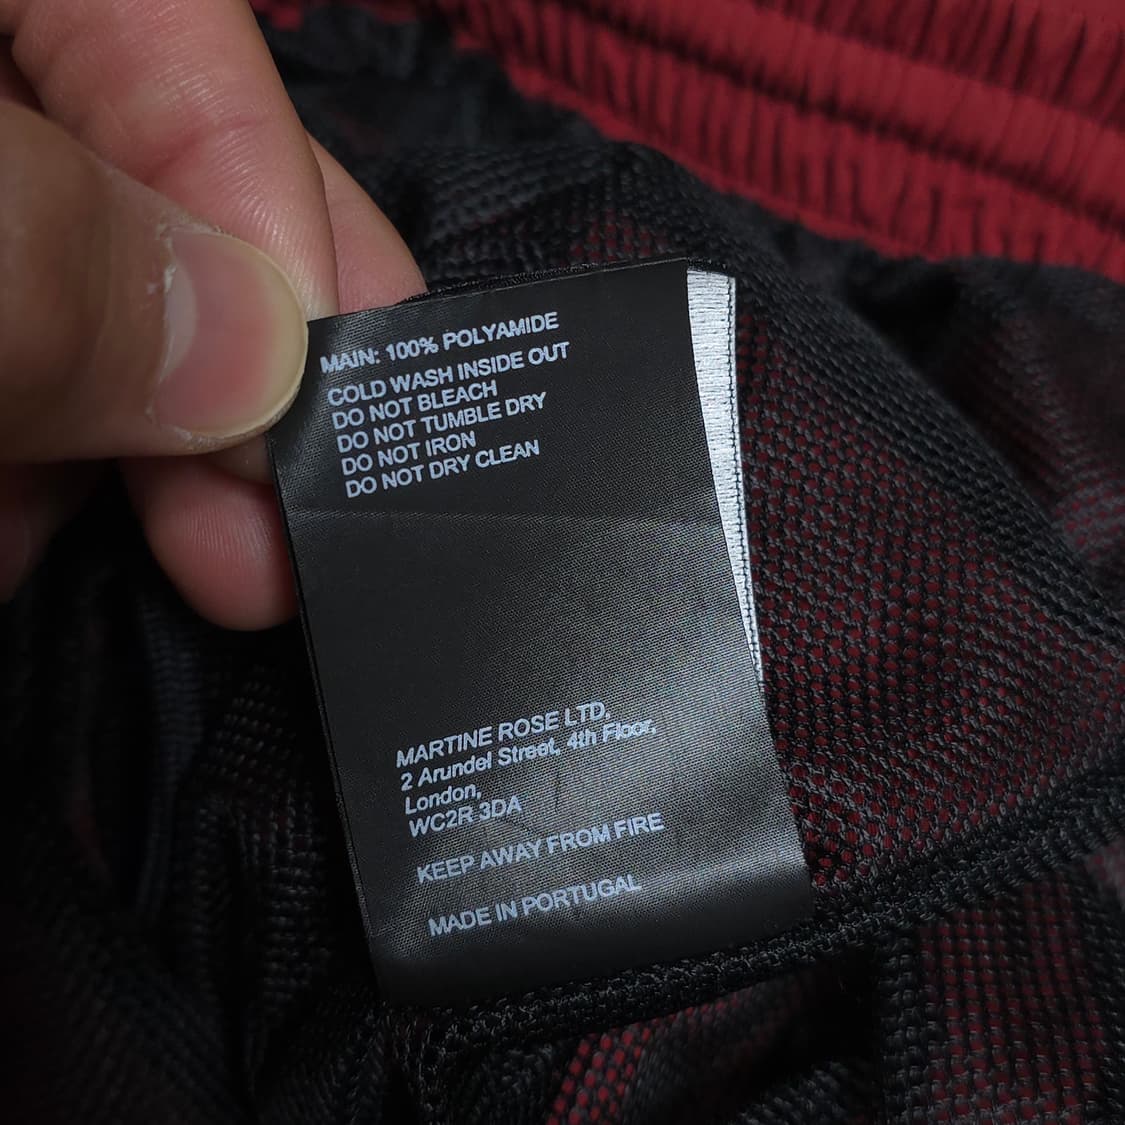 MAIN: 100% POLYAMIDE
COLD WASH INSIDE OUT
DO NOT BLEACH
DO NOT TUMBLE DRY
DO NOT IRON
DO NOT DRY CLEAN
MARTINE ROSE LTD,
2 Arundel Street, 4th Floor,
London,
WC2R 3DA
KEEP AWAY FROM FIRE
MADE IN PORTUGAL